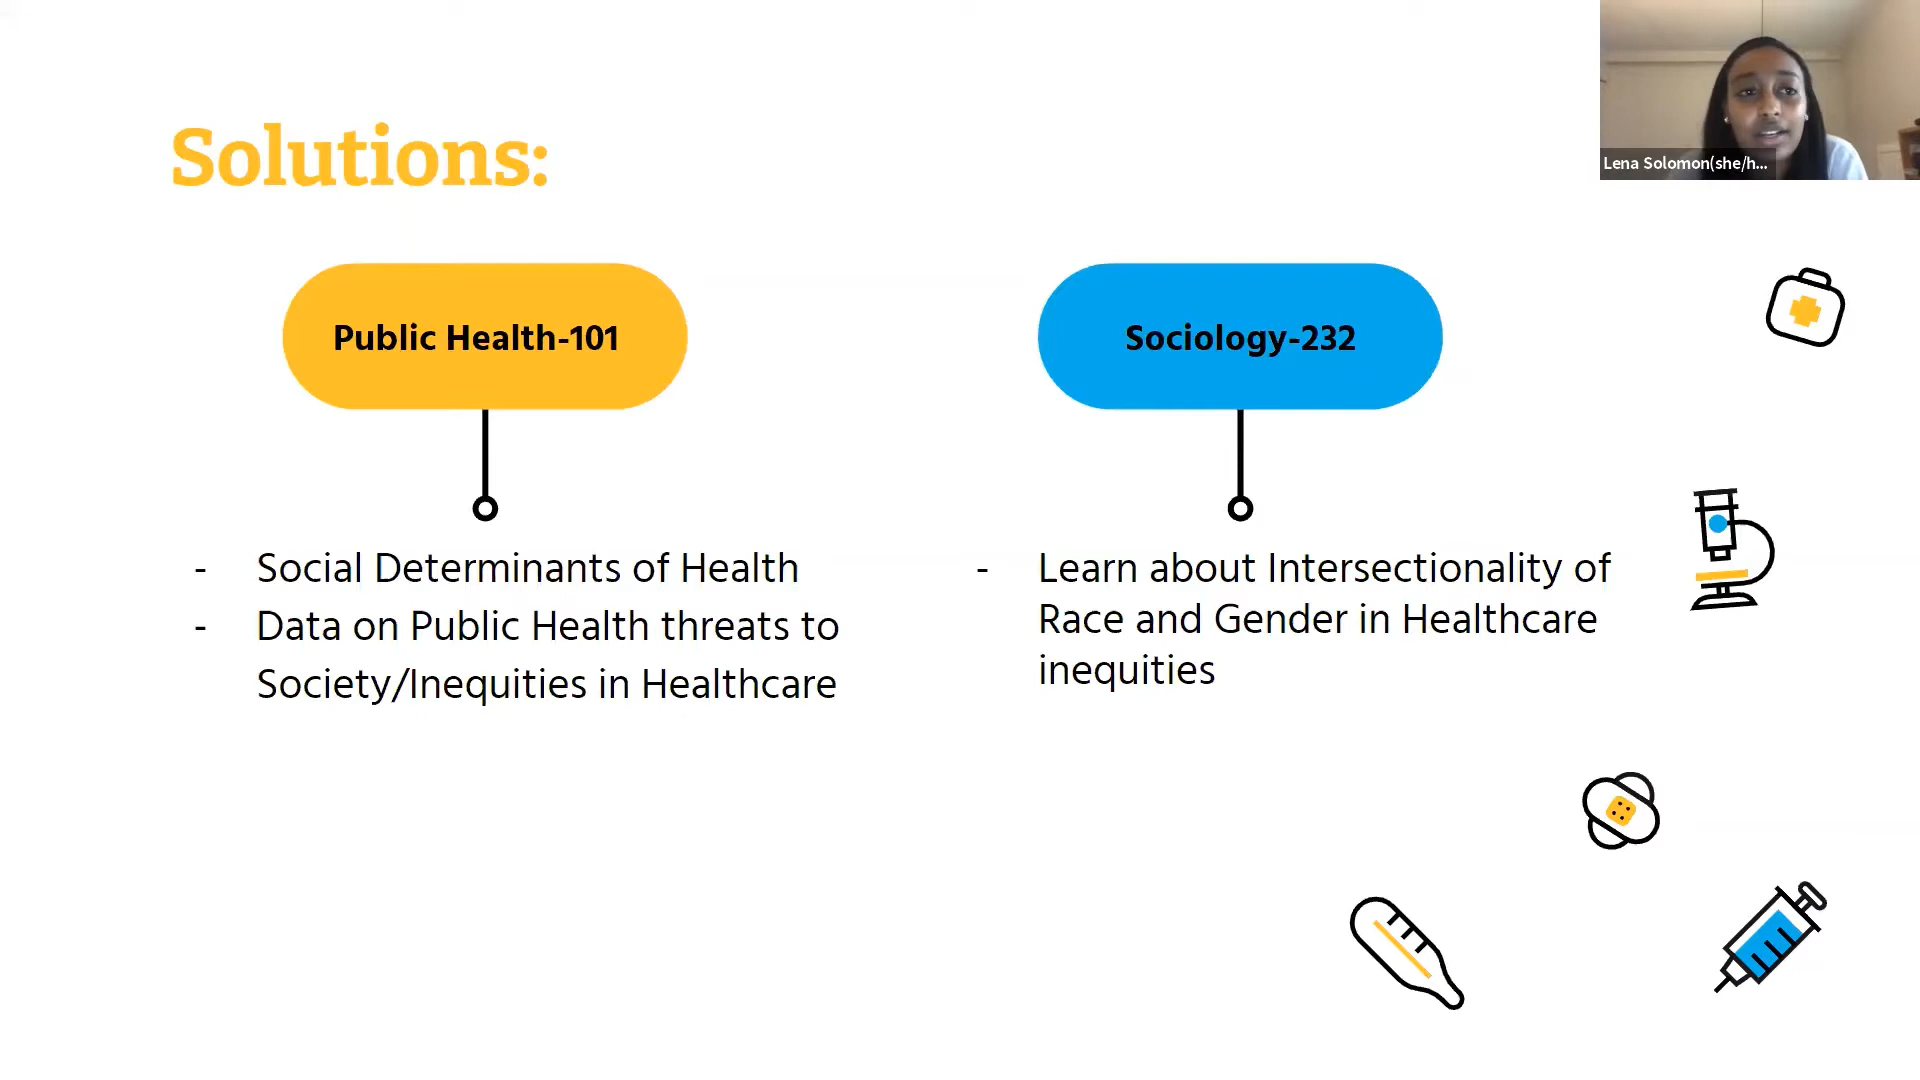 Solutions:
Lena Solomon(she/h...
Public Health-101
Sociology-232
- Social Determinants of Health
- Data on Public Health threats to
Society/Inequities in Healthcare
- Learn about Intersectionality of
Race and Gender in Healthcare
inequities